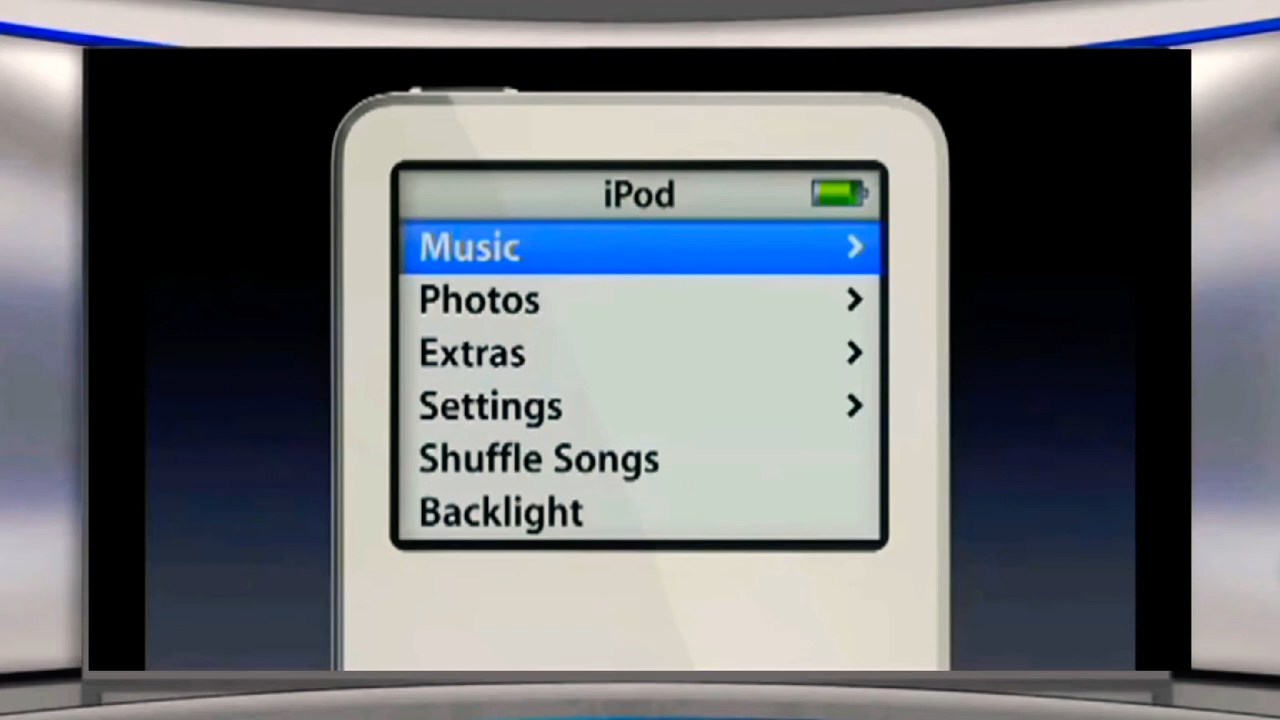 iPod
Music
Photos
Extras
Settings
Shuffle Songs
Backlight